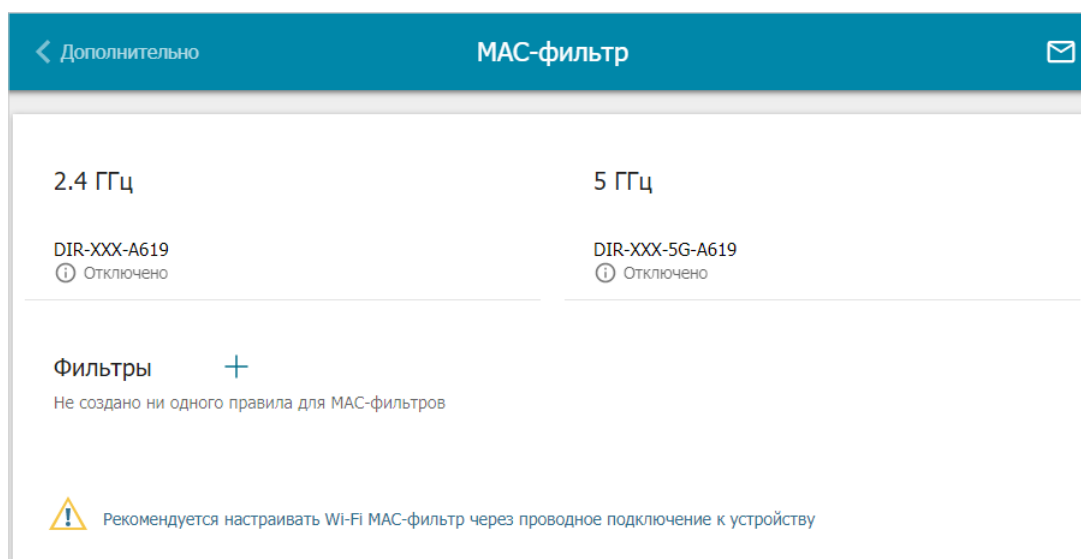 Дополнительно
MAC-фильтр
2.4 ГГц
5 ГГц
DIR-XXX-A619
DIR-XXX-5G-A619
Отключено
Отключено
Фильтры
Не создано ни одного правила для MAC-фильтров
Рекомендуется настраивать Wi-Fi MAC-фильтр через проводное подключение к устройству